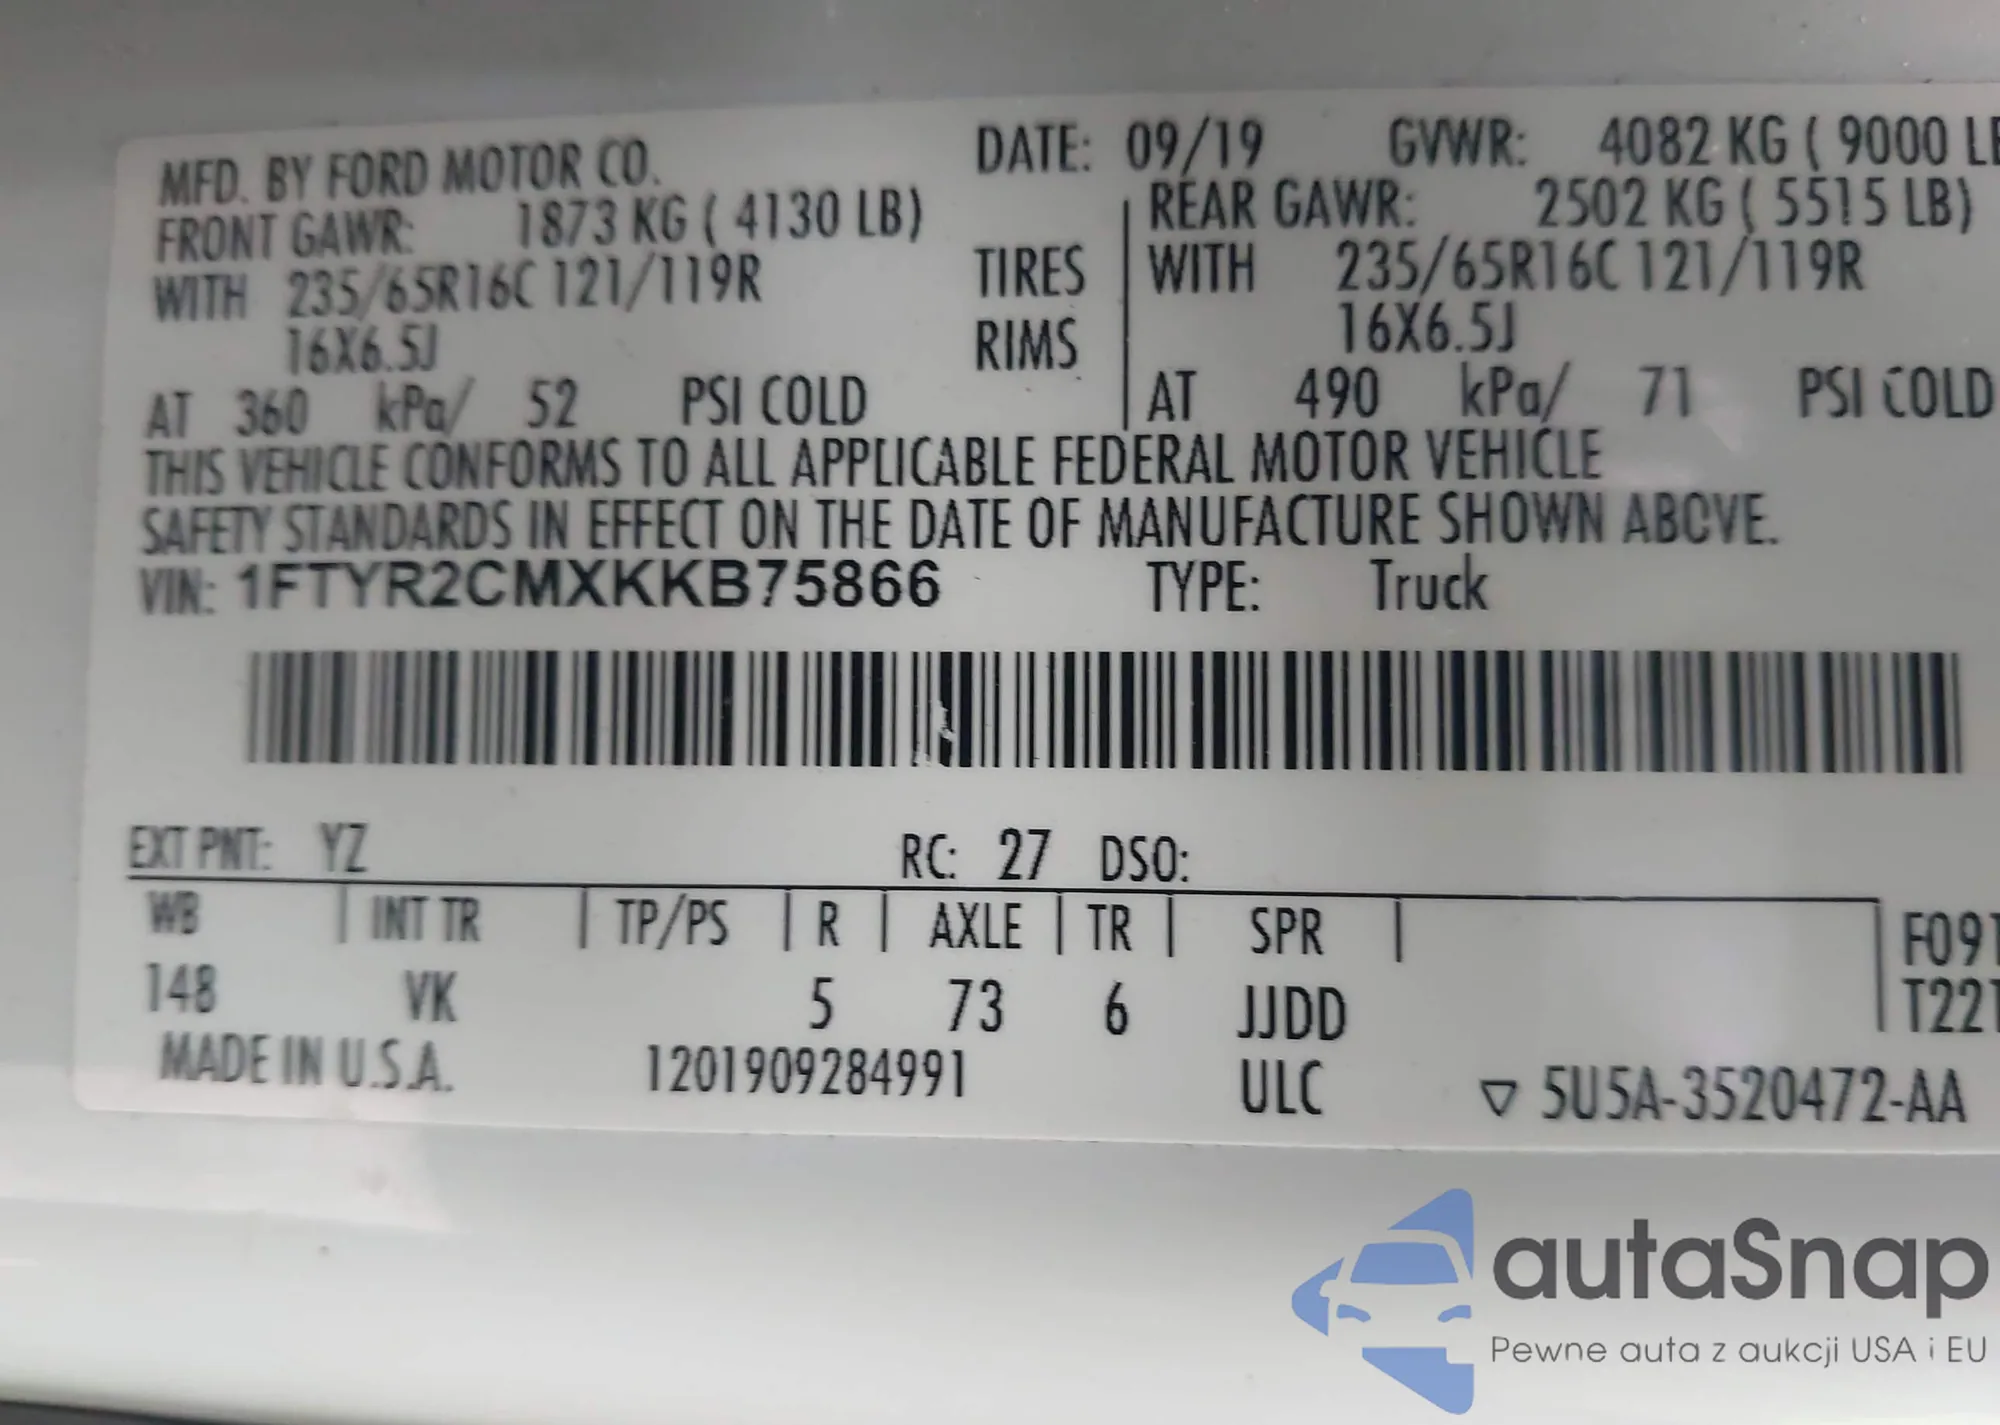 MFD. BY FORD MOTOR CO. DATE: 09/19 GVWR: 4082 KG ( 9000 LB
FRONT GAWR: 1873 KG ( 4130 LB) REAR GAWR: 2502 KG ( 5515 LB)
WITH 235/65R16C 121/119R TIRES WITH 235/65R16C 121/119R
16X6.5J RIMS 16X6.5J
AT 360 kPa/ 52 PSI COLD AT 490 kPa/ 71 PSI COLD
THIS VEHICLE CONFORMS TO ALL APPLICABLE FEDERAL MOTOR VEHICLE
SAFETY STANDARDS IN EFFECT ON THE DATE OF MANUFACTURE SHOWN ABOVE.
VIN: 1FTYR2CMXKKB75866 TYPE: Truck
EXT PNT: YZ RC: 27 DSO:
WB | INT TR | TP/PS | R | AXLE | TR | SPR | F091
148 VK 5 73 6 JJDD T221
MADE IN U.S.A. 1201909284991 ULC ▽ 5U5A-3520472-AA
autaSnap
Pewne auta z aukcji USA i EU